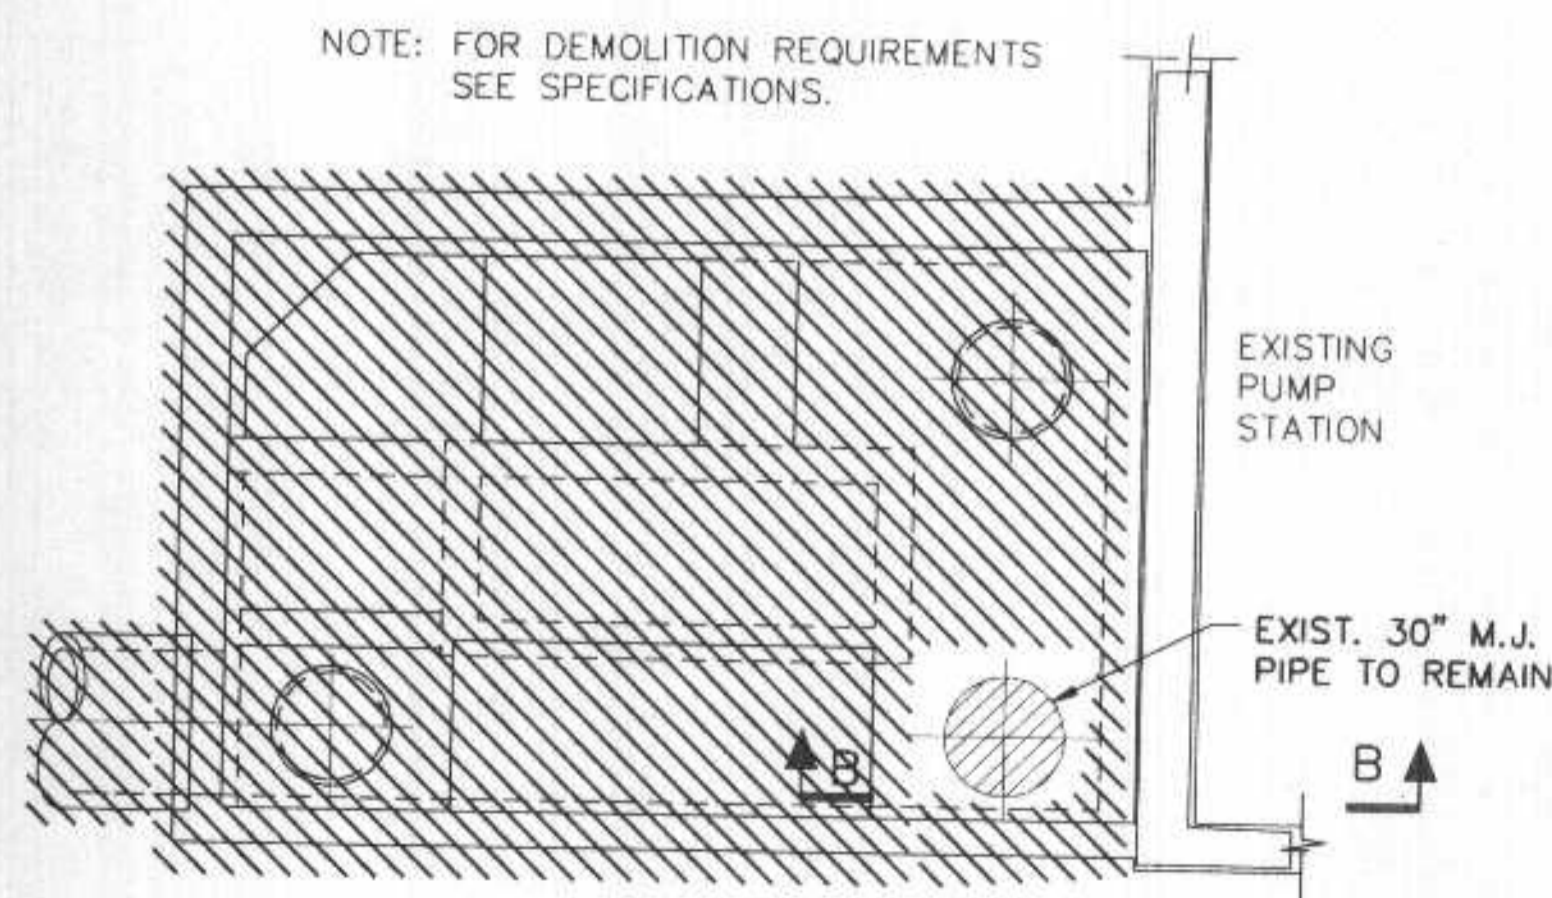 NOTE: FOR DEMOLITION REQUIREMENTS
SEE SPECIFICATIONS.
EXISTING
PUMP
STATION
EXIST. 30" M.J.
PIPE TO REMAIN
B
B